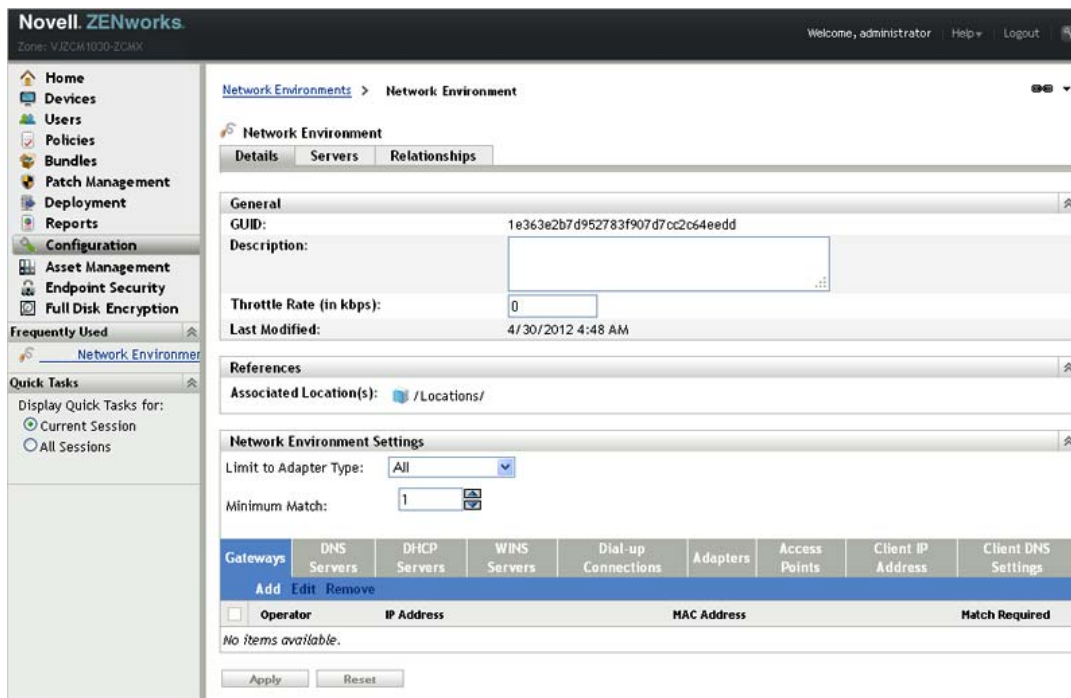 Novell. ZENworks.
Zone: VJZCM1030-ZCMX
Welcome, administrator Help Logout
Home
Devices
Users
Policies
Bundles
Patch Management
Deployment
Reports
Configuration
Asset Management
Endpoint Security
Full Disk Encryption
Frequently Used
Network Environmen
Quick Tasks
Display Quick Tasks for:
Current Session
All Sessions
Network Environments > Network Environment
Network Environment
Details Servers Relationships
General
GUID: 1e363e2b7d952783f907d7cc2c64eedd
Description:
Throttle Rate (in kbps): 0
Last Modified: 4/30/2012 4:48 AM
References
Associated Location(s): /Locations/
Network Environment Settings
Limit to Adapter Type: All
Minimum Match: 1
Gateways DNS Servers DHCP Servers WINS Servers Dial-up Connections Adapters Access Points Client IP Address Client DNS Settings
Add Edit Remove
Operator IP Address MAC Address Match Required
No items available.
Apply Reset